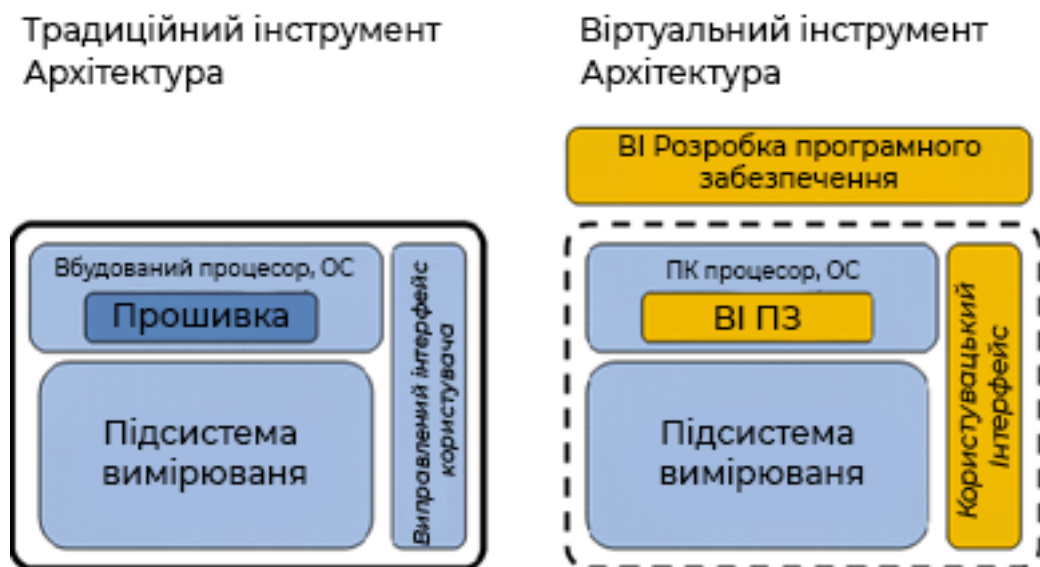 Традиційний інструмент
Архітектура
Вбудований процесор, ОС
Прошивка
Підсистема
вимірюваня
Виправлений інтерфейс
користувача
Віртуальний інструмент
Архітектура
ВІ Розробка програмного
забезпечення
ПК процесор, ОС
ВІ ПЗ
Підсистема
вимірюваня
Користувацький
Інтерфейс